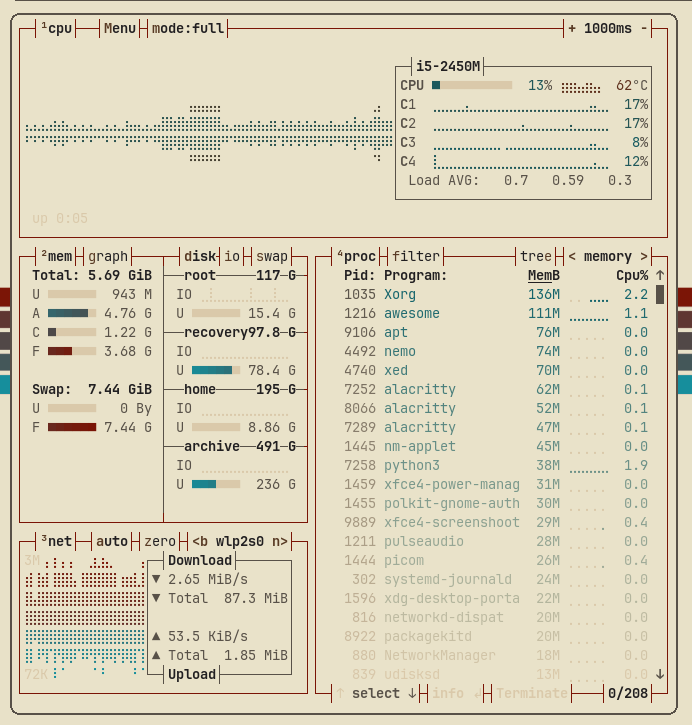 ¹cpu Menu mode:full + 1000ms -
i5-2450M
CPU 13% 62°C
C1 17%
C2 17%
C3 8%
C4 12%
Load AVG: 0.7 0.59 0.3
up 0:05
²mem graph
Total: 5.69 GiB
U 943 M
A 4.76 G
C 1.22 G
F 3.68 G
Swap: 7.44 GiB
U 0 By
F 7.44 G
disk io swap
root 117 G
IO
U 15.4 G
recovery 97.8 G
IO
U 78.4 G
home 195 G
IO
U 8.86 G
archive 491 G
IO
U 236 G
³net auto zero <b wlp2s0 n>
3M
Download
▼ 2.65 MiB/s
▼ Total 87.3 MiB
▲ 53.5 KiB/s
▲ Total 1.85 MiB
72K
Upload
⁴proc filter tree < memory >
Pid: Program: MemB Cpu% ↑
1035 Xorg 136M 2.2
1216 awesome 111M 1.1
9106 apt 76M 0.0
4492 nemo 74M 0.0
4740 xed 70M 0.0
7252 alacritty 62M 0.1
8066 alacritty 52M 0.1
7289 alacritty 47M 0.1
1445 nm-applet 45M 0.0
7258 python3 38M 1.9
1459 xfce4-power-manag 31M 0.0
1455 polkit-gnome-auth 30M 0.0
9889 xfce4-screenshoot 29M 0.4
1211 pulseaudio 28M 0.0
1444 picom 26M 0.4
302 systemd-journald 24M 0.0
1596 xdg-desktop-porta 22M 0.0
816 networkd-dispat 20M 0.0
8922 packagekitd 20M 0.0
880 NetworkManager 18M 0.0
839 udisksd 13M 0.0 ↓
↑ select ↓ info ↲ Terminate 0/208